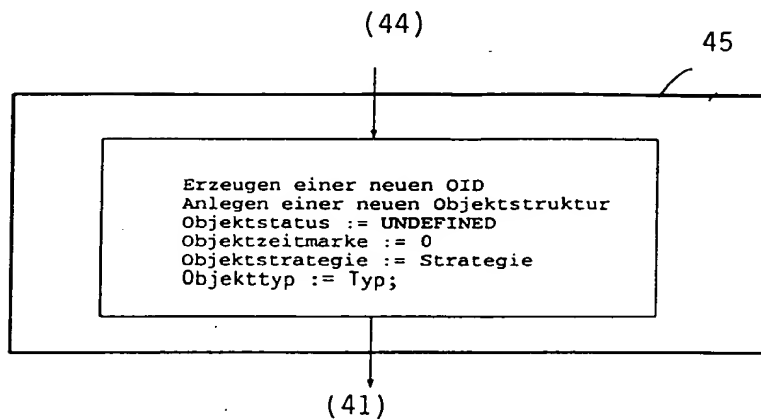 (44)
45
Erzeugen einer neuen OID
Anlegen einer neuen Objektstruktur
Objektstatus := UNDEFINED
Objektzeitmarke := 0
Objektstrategie := Strategie
Objekttyp := Typ;
(41)